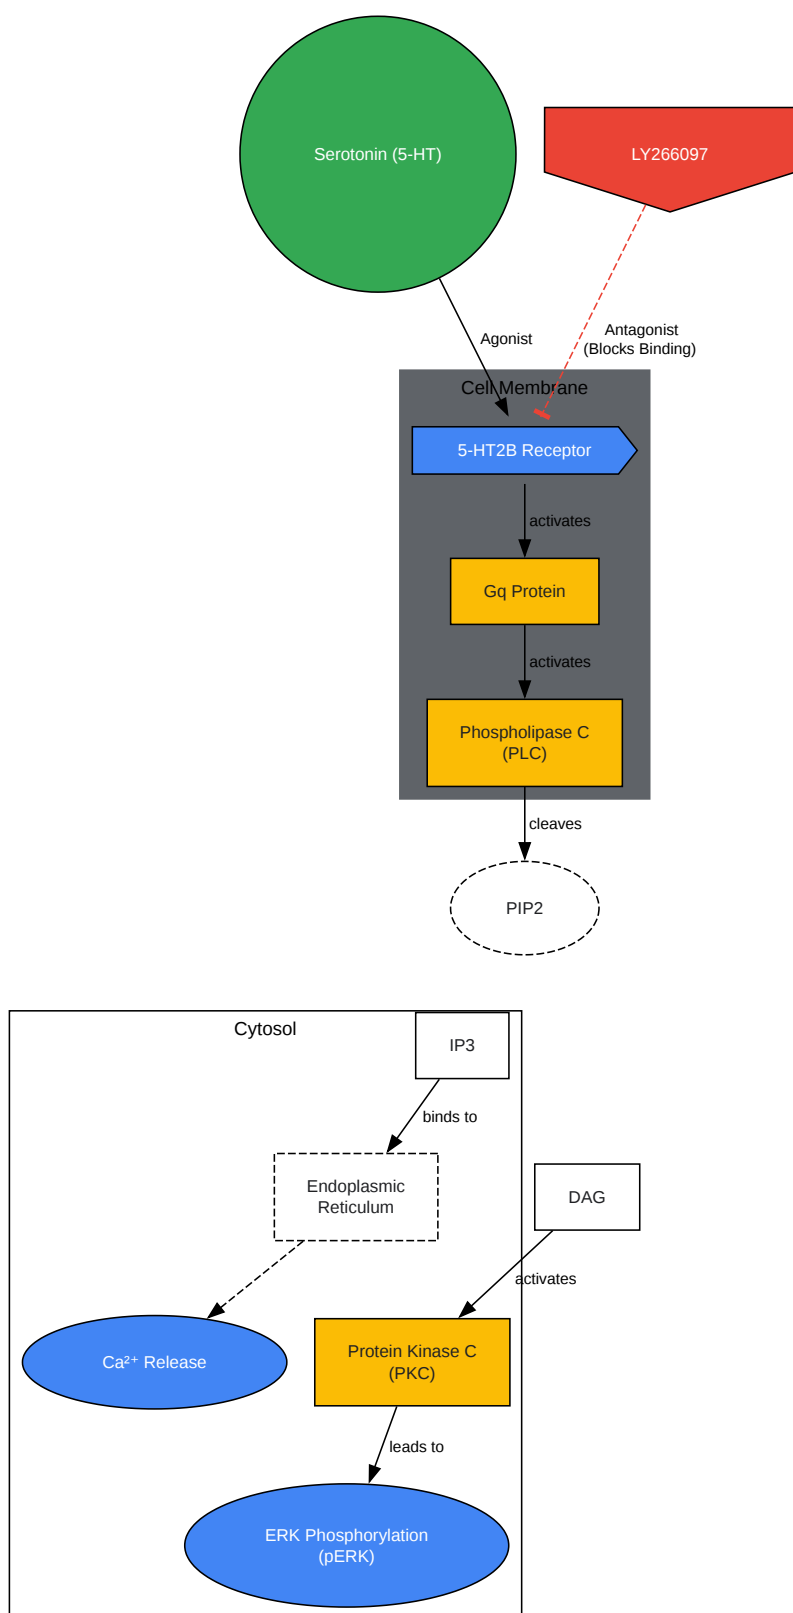 Serotonin (5-HT)
LY266097
Agonist
Antagonist
(Blocks Binding)
Cell Membrane
5-HT2B Receptor
activates
Gq Protein
activates
Phospholipase C
(PLC)
cleaves
PIP2
Cytosol
IP3
binds to
Endoplasmic
Reticulum
DAG
activates
Ca²⁺ Release
Protein Kinase C
(PKC)
leads to
ERK Phosphorylation
(pERK)